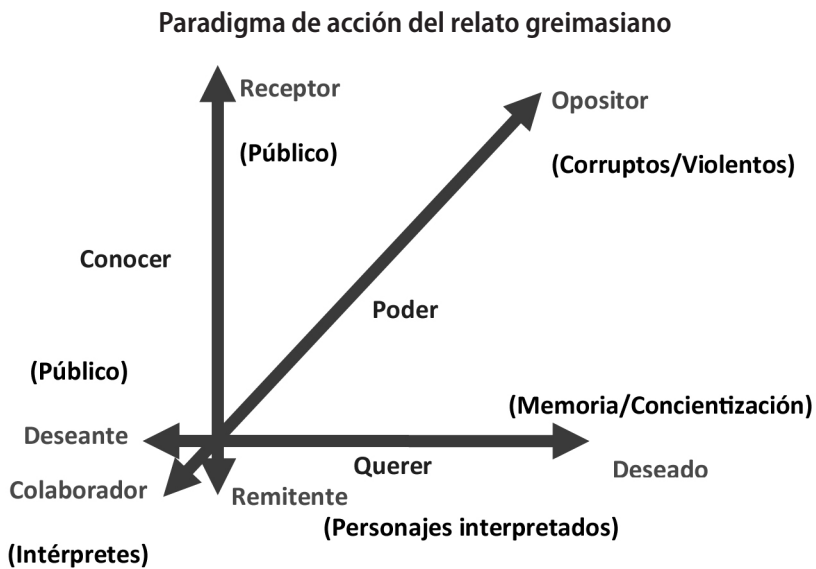 Paradigma de acción del relato greimasiano
Receptor
Opositor
(Público)
(Corruptos/Violentos)
Conocer
Poder
(Público)
(Memoria/Concientización)
Deseante
Querer
Deseado
Colaborador
Remitente
(Personajes interpretados)
(Intérpretes)